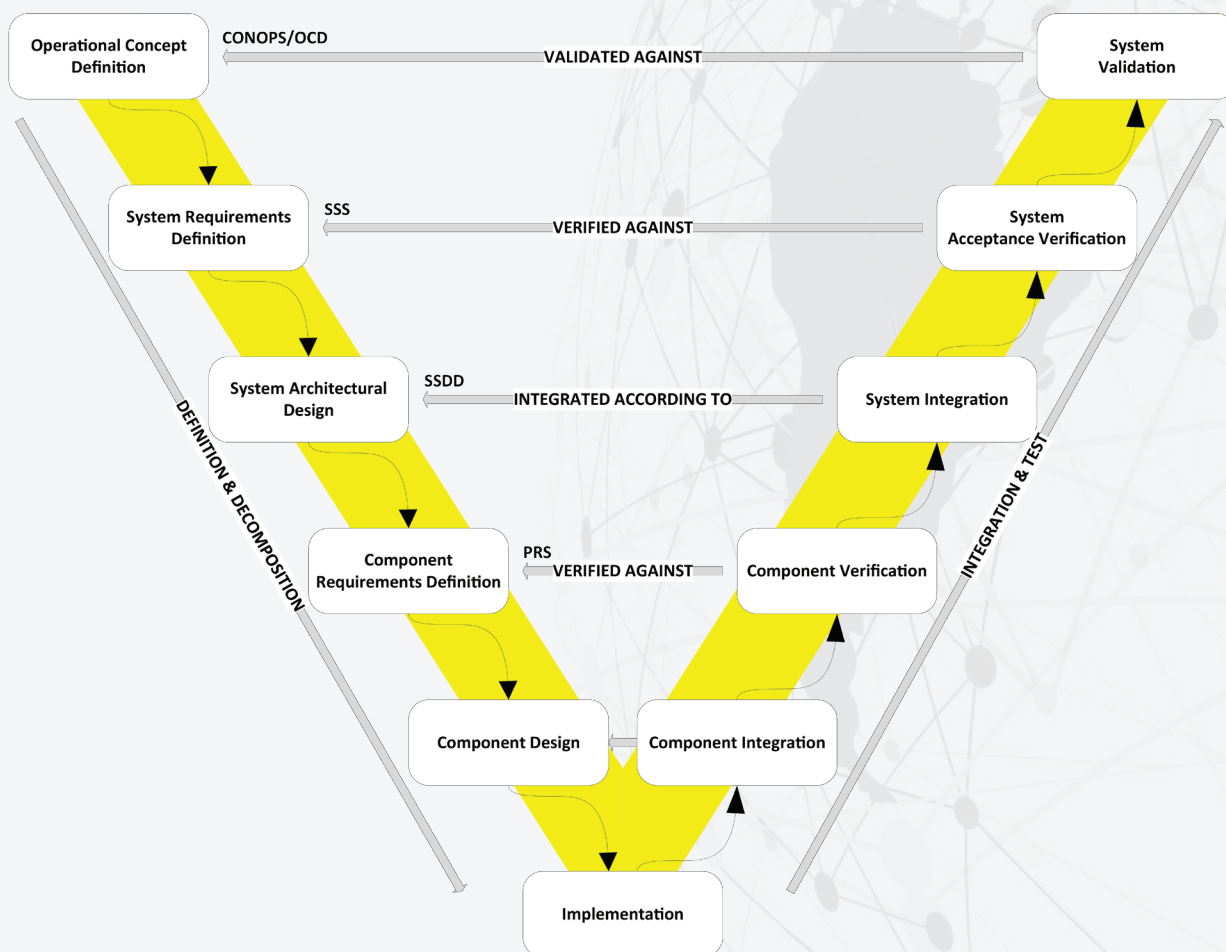 CONOPS/OCD
Operational Concept
Definition
VALIDATED AGAINST
System
Validation
SSS
System Requirements
Definition
VERIFIED AGAINST
System
Acceptance Verification
SSDD
System Architectural
Design
INTEGRATED ACCORDING TO
System Integration
DEFINITION & DECOMPOSITION
INTEGRATION & TEST
PRS
Component
Requirements Definition
VERIFIED AGAINST
Component Verification
Component Design
Component Integration
Implementation